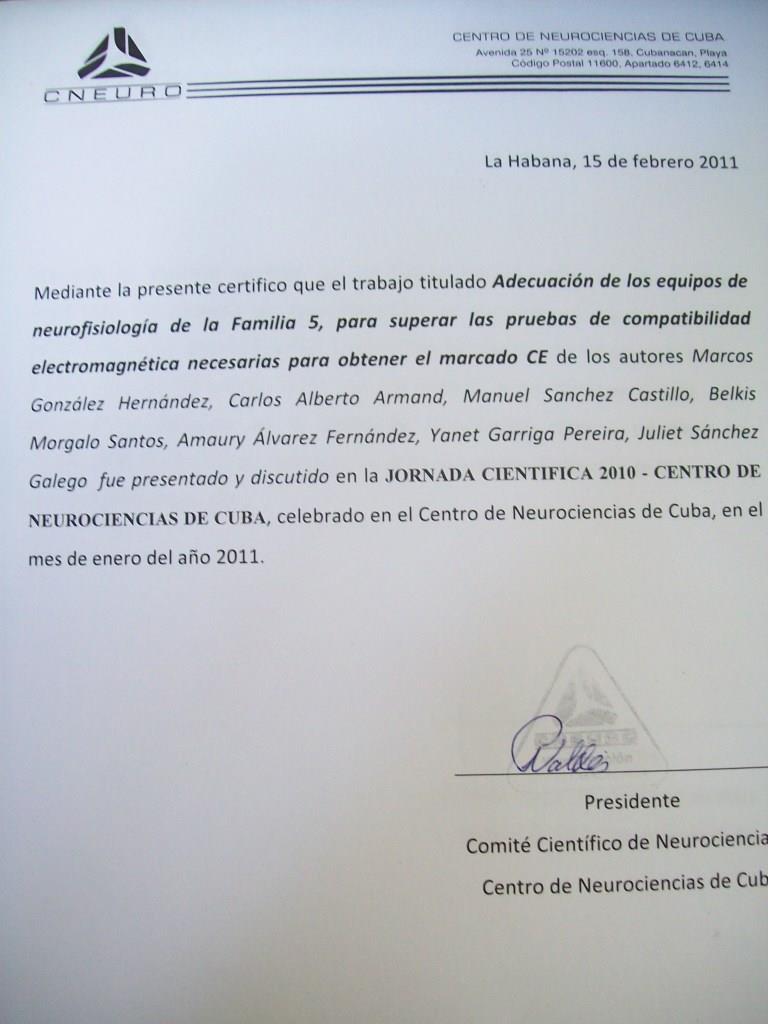 CENTRO DE NEUROCIENCIAS DE CUBA
Avenida 25 Nº 15202 esq. 158, Cubanacan, Playa
Código Postal 11600, Apartado 6412, 6414
CNEURO
La Habana, 15 de febrero 2011
Mediante la presente certifico que el trabajo titulado Adecuación de los equipos de
neurofisiología de la Familia 5, para superar las pruebas de compatibilidad
electromagnética necesarias para obtener el marcado CE de los autores Marcos
González Hernández, Carlos Alberto Armand, Manuel Sanchez Castillo, Belkis
Morgalo Santos, Amaury Álvarez Fernández, Yanet Garriga Pereira, Juliet Sánchez
Galego fue presentado y discutido en la JORNADA CIENTIFICA 2010 - CENTRO DE
NEUROCIENCIAS DE CUBA, celebrado en el Centro de Neurociencias de Cuba, en el
mes de enero del año 2011.
CNEURO
Valdés
Presidente
Comité Científico de Neurociencia
Centro de Neurociencias de Cub